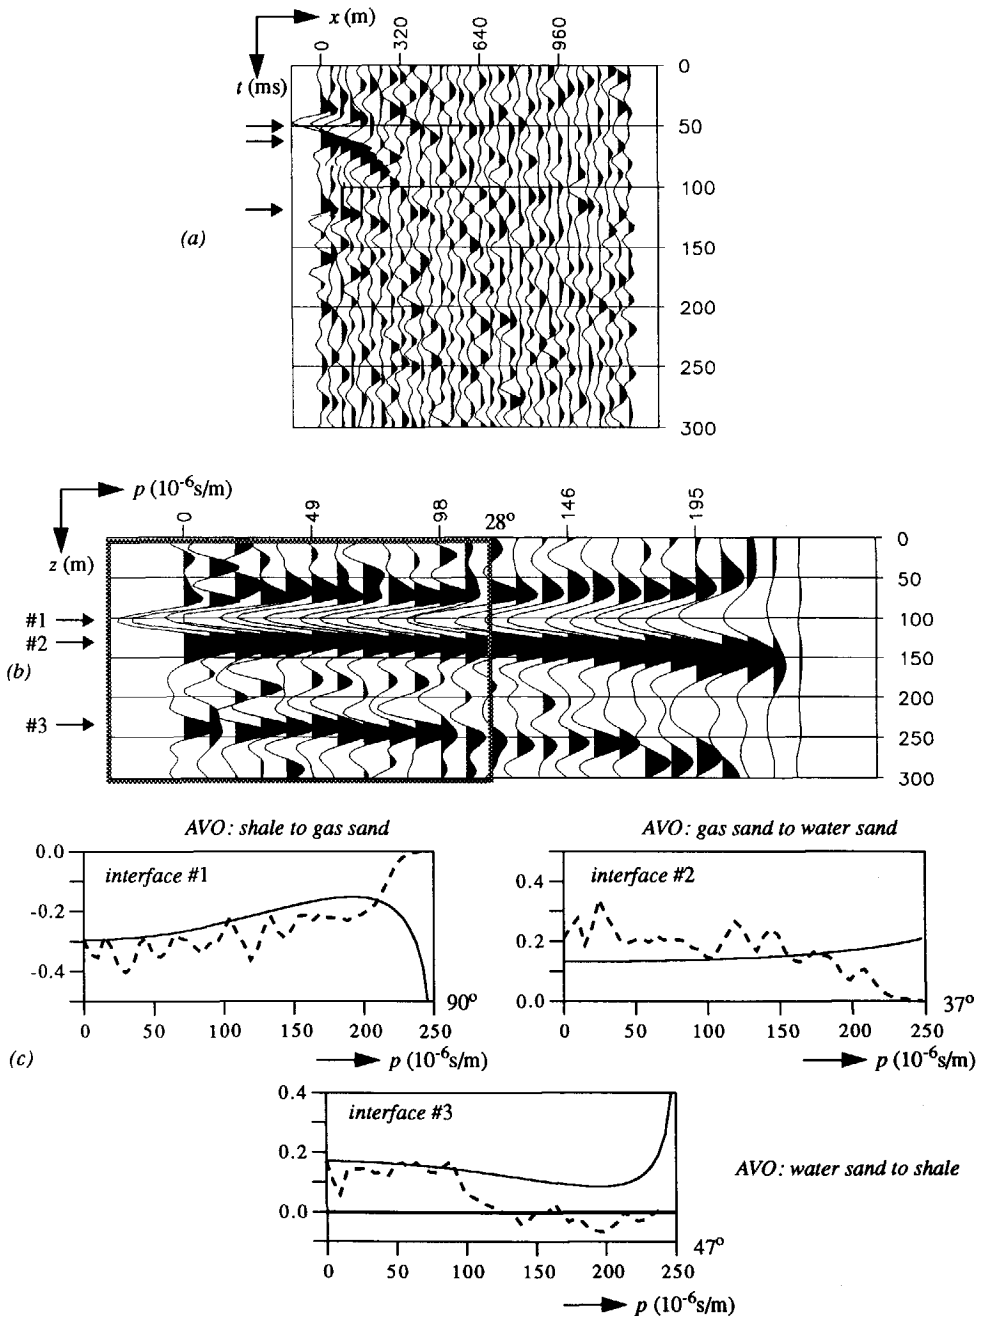 x (m)
0 320 640 960
t (ms)
0
50
100
150
200
250
300
(a)
p (10⁻⁶s/m)
0 49 98 28° 146 195
z (m)
0
50
#1 100
#2
150
(b)
200
#3
250
300
AVO: shale to gas sand
AVO: gas sand to water sand
0.0
-0.2
-0.4
interface #1
90°
0 50 100 150 200 250
p (10⁻⁶s/m)
0.4
0.2
0.0
interface #2
37°
0 50 100 150 200 250
p (10⁻⁶s/m)
(c)
0.4
0.2
0.0
interface #3
AVO: water sand to shale
47°
0 50 100 150 200 250
p (10⁻⁶s/m)